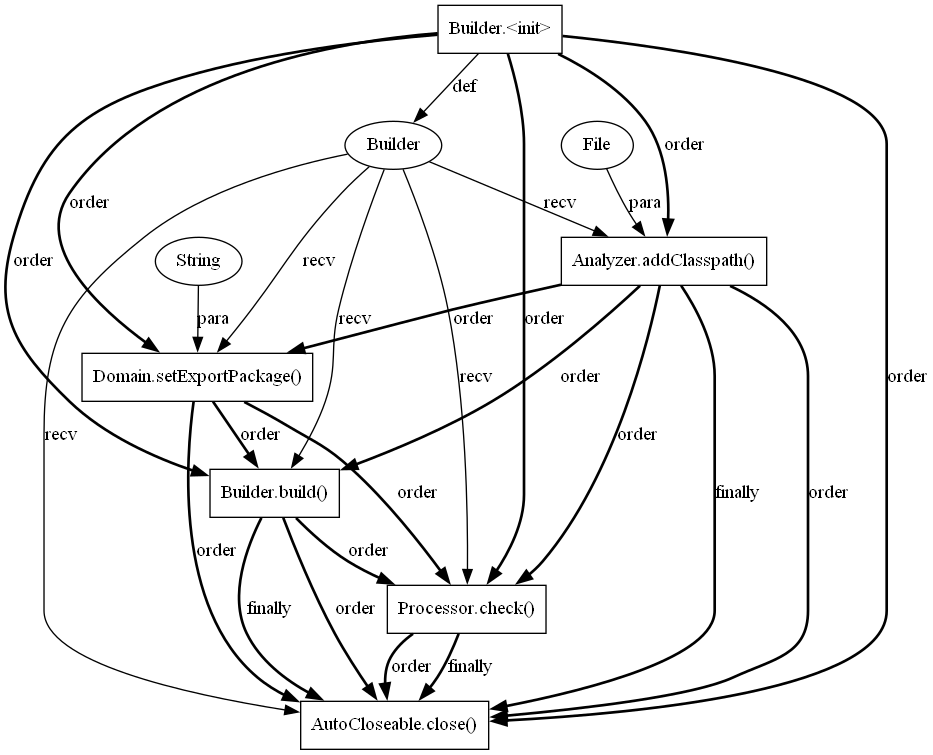 Builder.<init>
def
Builder
File
order
order
recv
para
String
order
recv
Analyzer.addClasspath()
para
recv
order
order
order
Domain.setExportPackage()
recv
order
recv
order
order
order
Builder.build()
order
finally
order
order
order
finally
order
Processor.check()
order
finally
AutoCloseable.close()